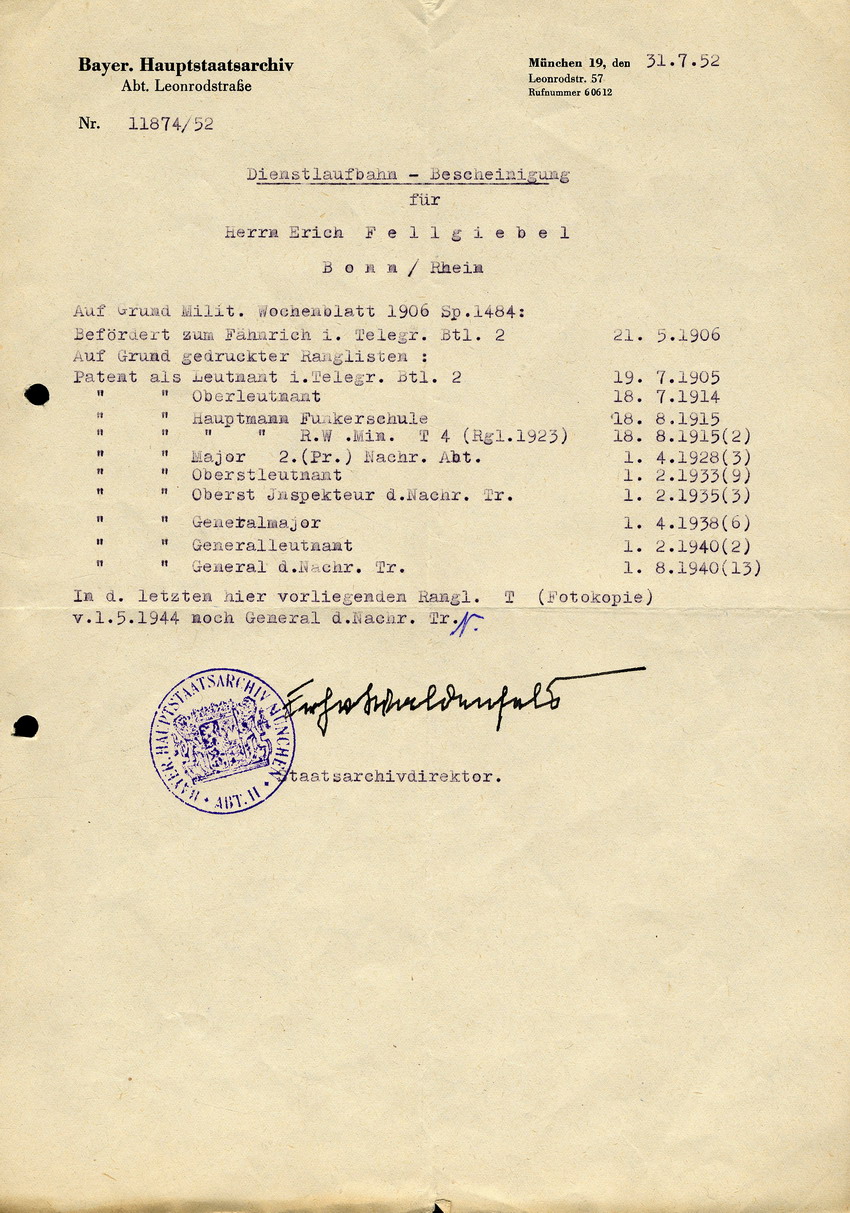 Bayer. Hauptstaatsarchiv
Abt. Leonrodstraße
München 19, den 31.7.52
Leonrodstr. 57
Rufnummer 60612
Nr. 11874/52
Dienstlaufbahn - Bescheinigung
für
Herrn Erich F e l l g i e b e l
B o n n / Rhein
Auf Grund Milit. Wochenblatt 1906 Sp.1484:
Befördert zum Fähnrich i. Telegr. Btl. 2 21. 5.1906
Auf Grund gedruckter Ranglisten :
Patent als Leutnant i.Telegr. Btl. 2 19. 7.1905
" " Oberleutnant 18. 7.1914
" " Hauptmann Funkerschule 18. 8.1915
" " " " R.W .Min. T 4 (Rgl.1923) 18. 8.1915(2)
" " Major 2.(Pr.) Nachr. Abt. 1. 4.1928(3)
" " Oberstleutnant 1. 2.1933(9)
" " Oberst Jnspekteur d.Nachr. Tr. 1. 2.1935(3)
" " Generalmajor 1. 4.1938(6)
" " Generalleutnant 1. 2.1940(2)
" " General d.Nachr. Tr. 1. 8.1940(13)
In d. letzten hier vorliegenden Rangl. T (Fotokopie)
v.1.5.1944 noch General d.Nachr. Tr. N.
BAYER. HAUPTSTAATSARCHIV MÜNCHEN • ABT. II •
Frhr v Waldenfels
Staatsarchivdirektor.